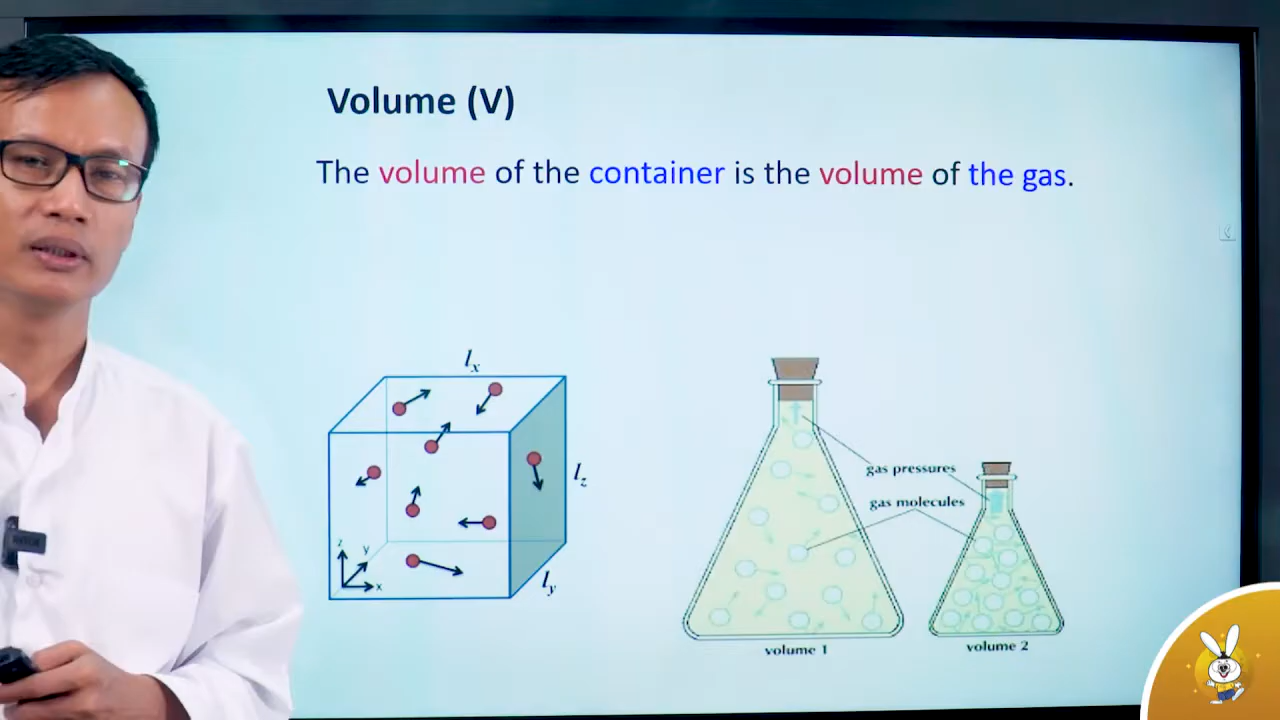 Volume (V)
The volume of the container is the volume of the gas.
lx
lz
ly
z
y
x
gas pressures
gas molecules
volume 1
volume 2